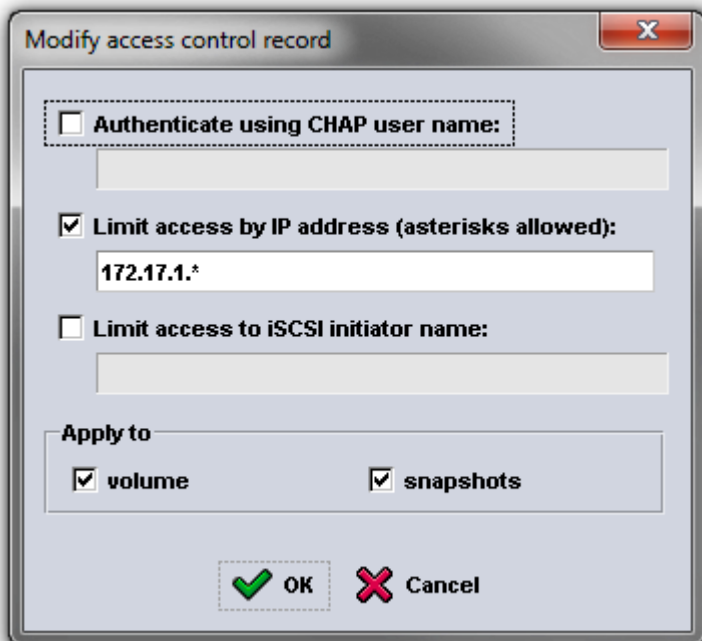 Modify access control record
Authenticate using CHAP user name:
Limit access by IP address (asterisks allowed):
172.17.1.*
Limit access to iSCSI initiator name:
Apply to
volume snapshots
OK Cancel